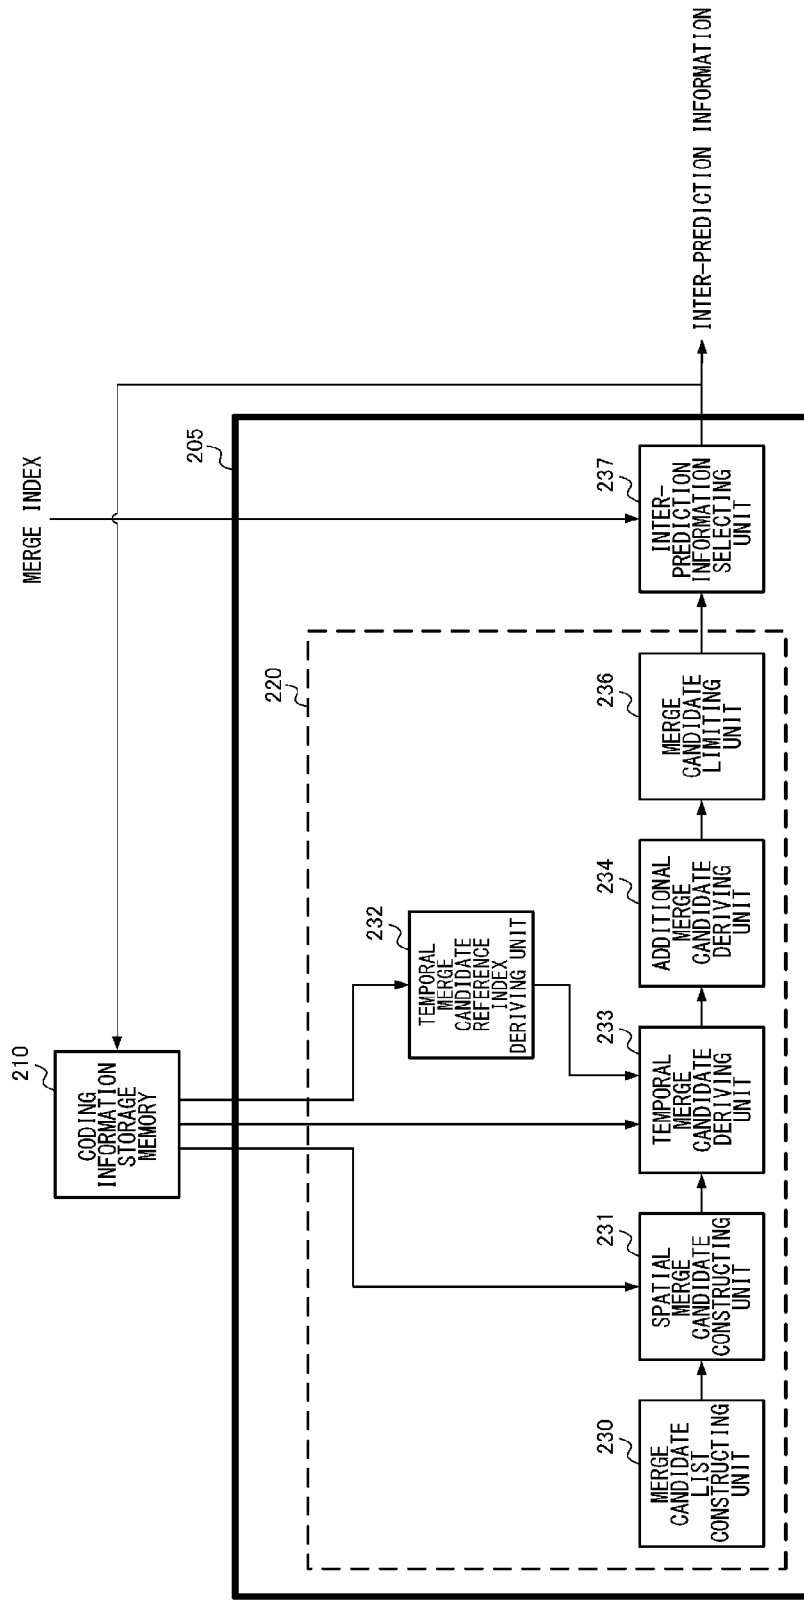 MERGE INDEX
INTER-PREDICTION INFORMATION
210
CODING
INFORMATION
STORAGE
MEMORY
205
220
232
TEMPORAL
MERGE
CANDIDATE
REFERENCE
INDEX
DERIVING UNIT
230
MERGE
CANDIDATE
LIST
CONSTRUCTING
UNIT
231
SPATIAL
MERGE
CANDIDATE
CONSTRUCTING
UNIT
233
TEMPORAL
MERGE
CANDIDATE
DERIVING
UNIT
234
ADDITIONAL
MERGE
CANDIDATE
DERIVING
UNIT
236
MERGE
CANDIDATE
LIMITING
UNIT
237
INTER-
PREDICTION
INFORMATION
SELECTING
UNIT